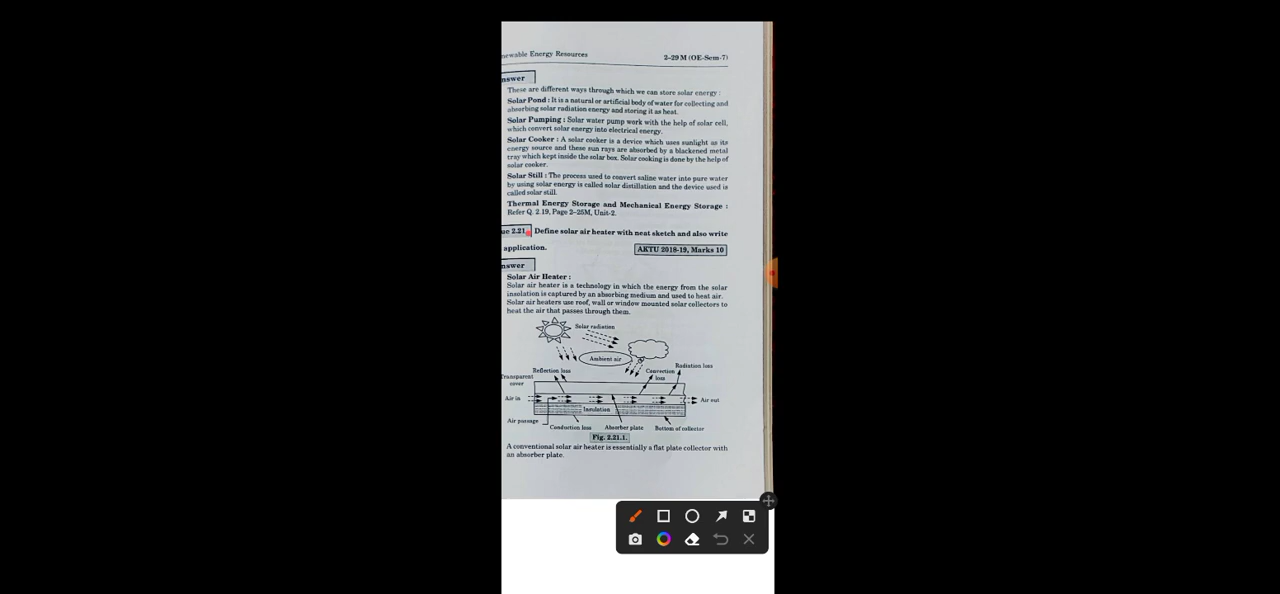 newable Energy Resources 2–29 M (OE-Sem-7)
nswer
These are different ways through which we can store solar energy :
Solar Pond : It is a natural or artificial body of water for collecting and
absorbing solar radiation energy and storing it as heat.
Solar Pumping : Solar water pump work with the help of solar cell,
which convert solar energy into electrical energy.
Solar Cooker : A solar cooker is a device which uses sunlight as its
energy source and these sun rays are absorbed by a blackened metal
tray which kept inside the solar box. Solar cooking is done by the help of
solar cooker.
Solar Still : The process used to convert saline water into pure water
by using solar energy is called solar distillation and the device used is
called solar still.
Thermal Energy Storage and Mechanical Energy Storage :
Refer Q. 2.19, Page 2–25M, Unit-2.
ue 2.21. Define solar air heater with neat sketch and also write
application. AKTU 2018-19, Marks 10
nswer
Solar Air Heater :
Solar air heater is a technology in which the energy from the solar
insolation is captured by an absorbing medium and used to heat air.
Solar air heaters use roof, wall or window mounted solar collectors to
heat the air that passes through them.
Solar radiation
Ambient air
Reflection loss
Convection
loss
Radiation loss
Transparent
cover
Air in
Air out
Insulation
Air passage
Conduction loss
Absorber plate
Bottom of collector
Fig. 2.21.1.
A conventional solar air heater is essentially a flat plate collector with
an absorber plate.